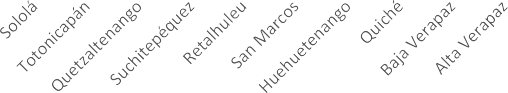 Sololá
Totonicapán
Quetzaltenango
Suchitepéquez
Retalhuleu
San Marcos
Huehuetenango
Quiché
Baja Verapaz
Alta Verapaz